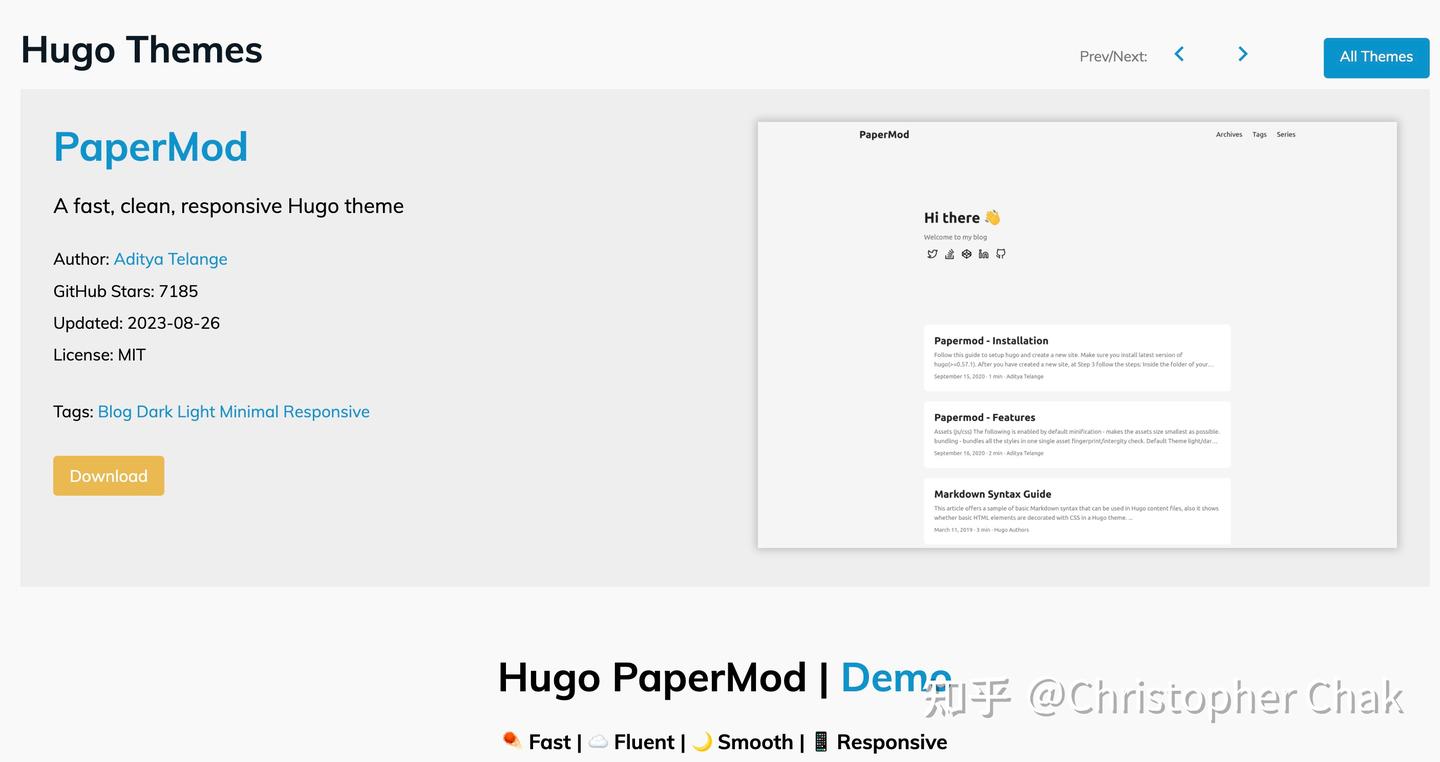 Hugo Themes
Prev/Next:
All Themes
PaperMod
A fast, clean, responsive Hugo theme
Author: Aditya Telange
GitHub Stars: 7185
Updated: 2023-08-26
License: MIT
Tags: Blog Dark Light Minimal Responsive
Download
PaperMod
Archives Tags Series
Hi there 👋
Welcome to my blog
Papermod - Installation
Follow this guide to setup hugo and create a new site. Make sure you install latest version of
hugo(>=0.57.1). After you have created a new site, at Step 3 follow the steps: Inside the folder of your...
September 15, 2020 · 1 min · Aditya Telange
Papermod - Features
Assets (js/css) The following is enabled by default minification - makes the assets size smallest as possible.
bundling - bundles all the styles in one single asset fingerprint/intergity check. Default Theme light/dar...
September 16, 2020 · 2 min · Aditya Telange
Markdown Syntax Guide
This article offers a sample of basic Markdown syntax that can be used in Hugo content files, also it shows
whether basic HTML elements are decorated with CSS in a Hugo theme. ...
March 11, 2019 · 3 min · Hugo Authors
Hugo PaperMod | Demo
知乎 @Christopher Chak
Fast | ☁️ Fluent | 🌙 Smooth | 📱 Responsive